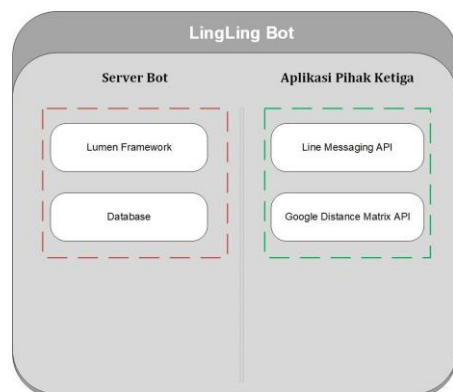 LingLing Bot
Server Bot
Aplikasi Pihak Ketiga
Lumen Framework
Line Messaging API
Database
Google Distance Matrix API